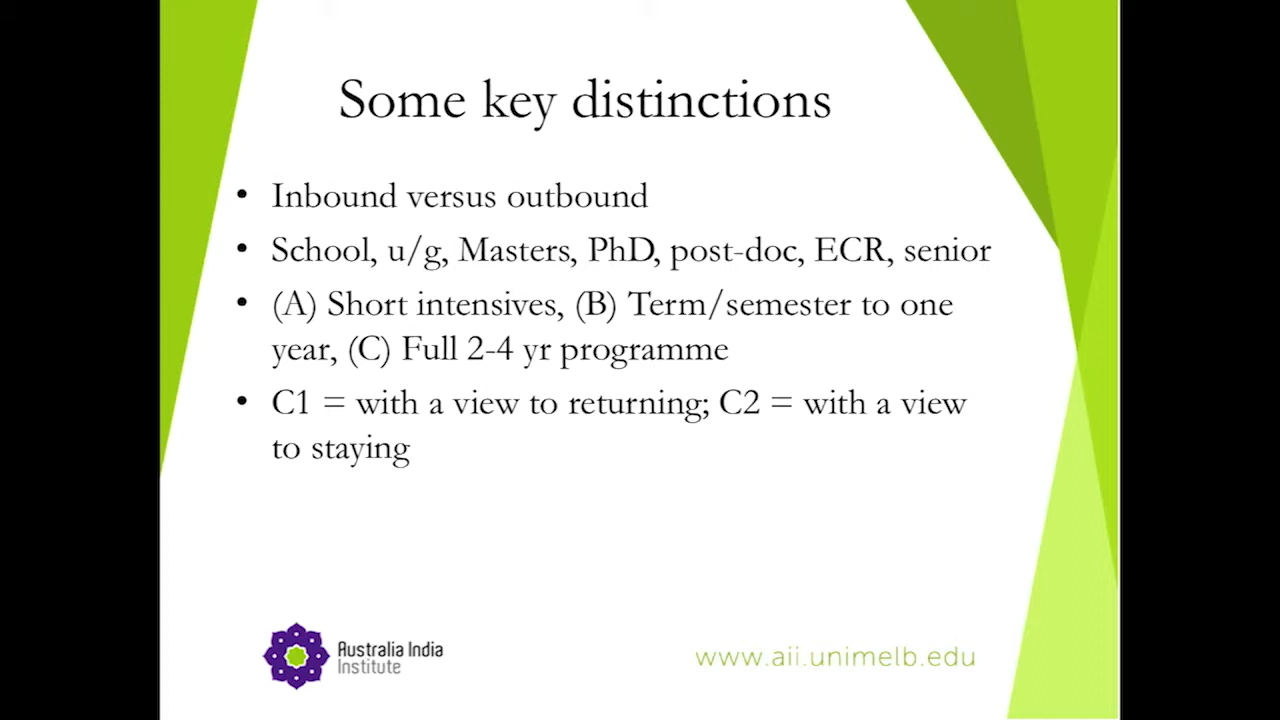 Some key distinctions
• Inbound versus outbound
• School, u/g, Masters, PhD, post-doc, ECR, senior
• (A) Short intensives, (B) Term/semester to one
year, (C) Full 2-4 yr programme
• C1 = with a view to returning; C2 = with a view
to staying
Australia India
Institute
www.aii.unimelb.edu